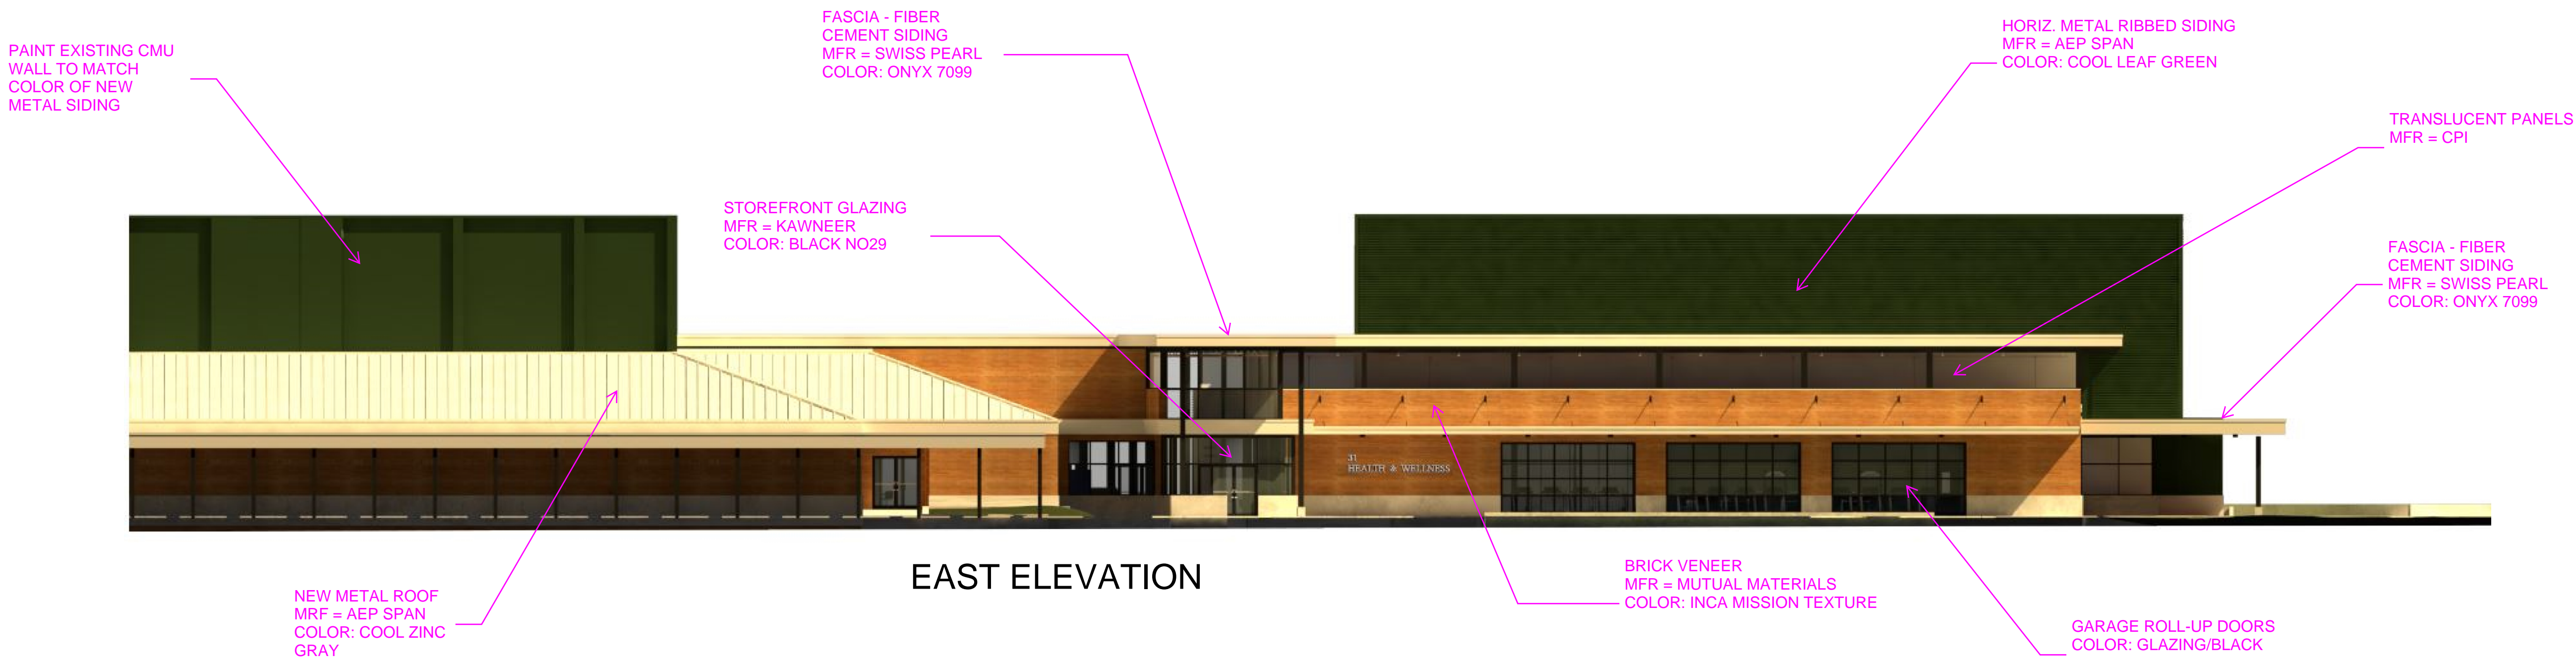 PAINT EXISTING CMU
WALL TO MATCH
COLOR OF NEW
METAL SIDING
FASCIA - FIBER
CEMENT SIDING
MFR = SWISS PEARL
COLOR: ONYX 7099
HORIZ. METAL RIBBED SIDING
MFR = AEP SPAN
COLOR: COOL LEAF GREEN
TRANSLUCENT PANELS
MFR = CPI
STOREFRONT GLAZING
MFR = KAWNEER
COLOR: BLACK NO29
FASCIA - FIBER
CEMENT SIDING
MFR = SWISS PEARL
COLOR: ONYX 7099
31
HEALTH & WELLNESS
EAST ELEVATION
NEW METAL ROOF
MRF = AEP SPAN
COLOR: COOL ZINC
GRAY
BRICK VENEER
MFR = MUTUAL MATERIALS
COLOR: INCA MISSION TEXTURE
GARAGE ROLL-UP DOORS
COLOR: GLAZING/BLACK